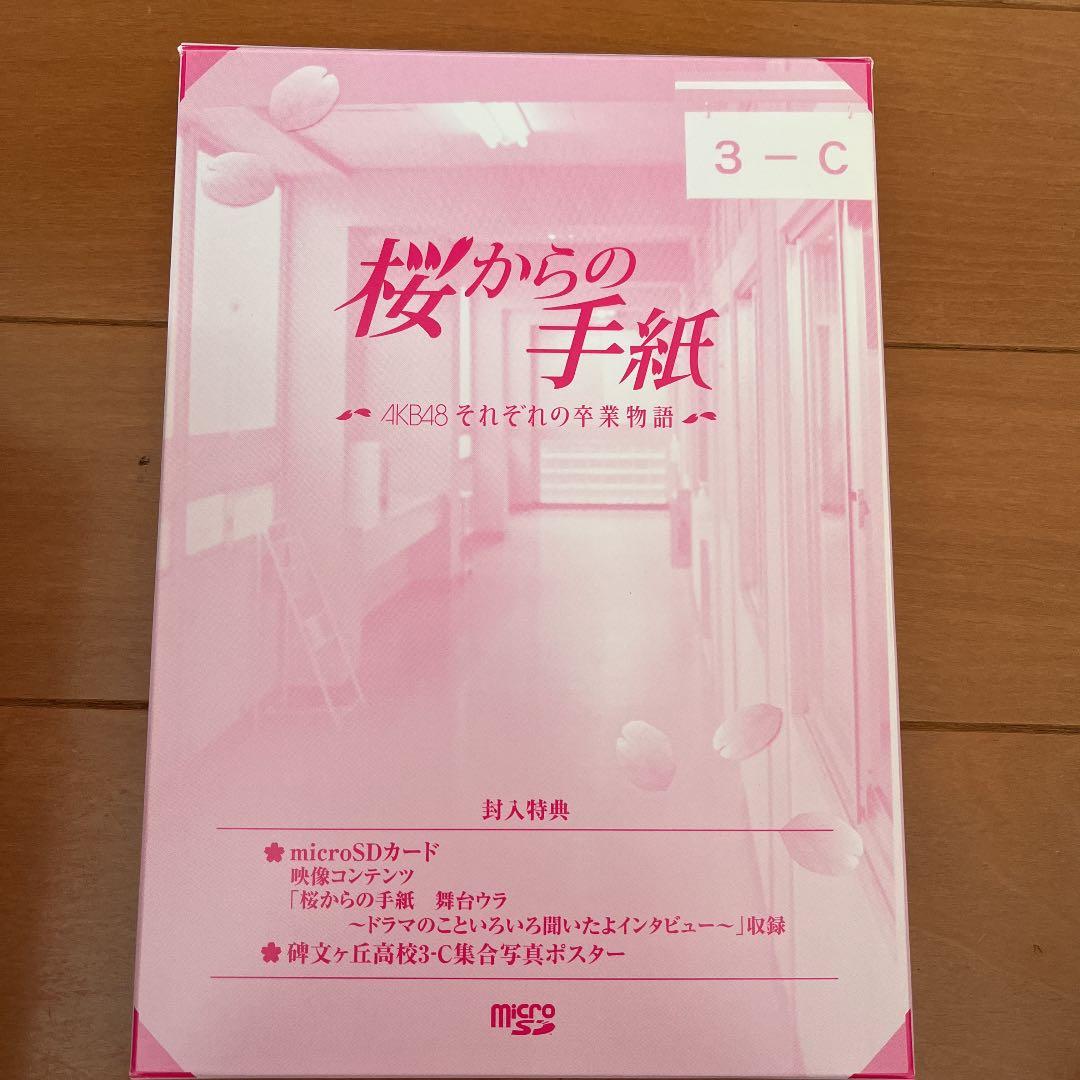 3 － C
桜からの
手紙
AKB48 それぞれの卒業物語
封入特典
microSDカード
映像コンテンツ
「桜からの手紙　舞台ウラ
～ドラマのこといろいろ聞いたよインタビュー～」収録
碑文ヶ丘高校3-C集合写真ポスター
micro
SD